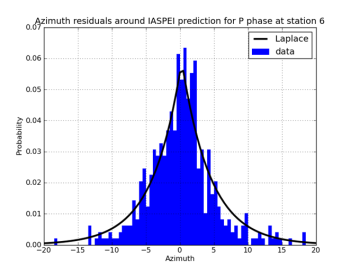 Azimuth residuals around IASPEI prediction for P phase at station 6
0.07
0.06
0.05
0.04
0.03
0.02
0.01
0.00
Probability
Laplace
data
−20 −15 −10 −5 0 5 10 15 20
Azimuth